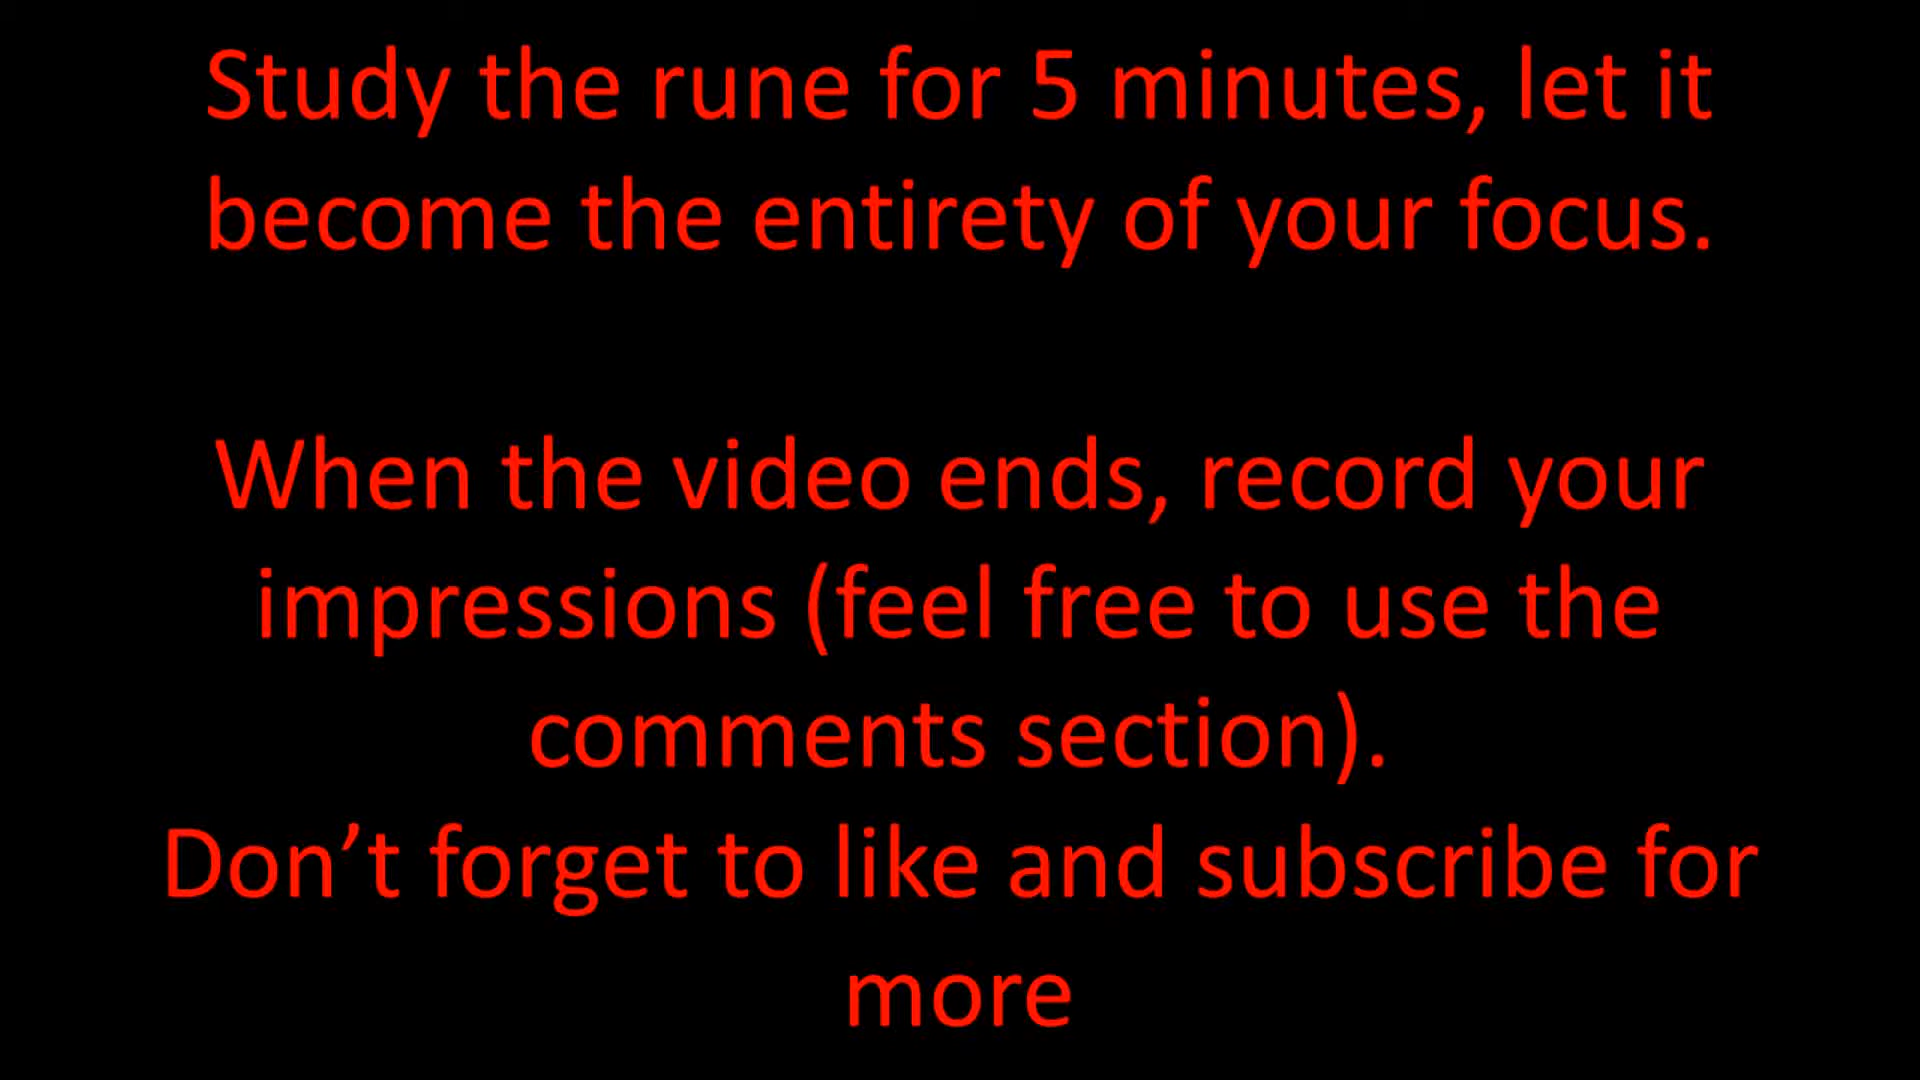 Study the rune for 5 minutes, let it
become the entirety of your focus.
When the video ends, record your
impressions (feel free to use the
comments section).
Don’t forget to like and subscribe for
more